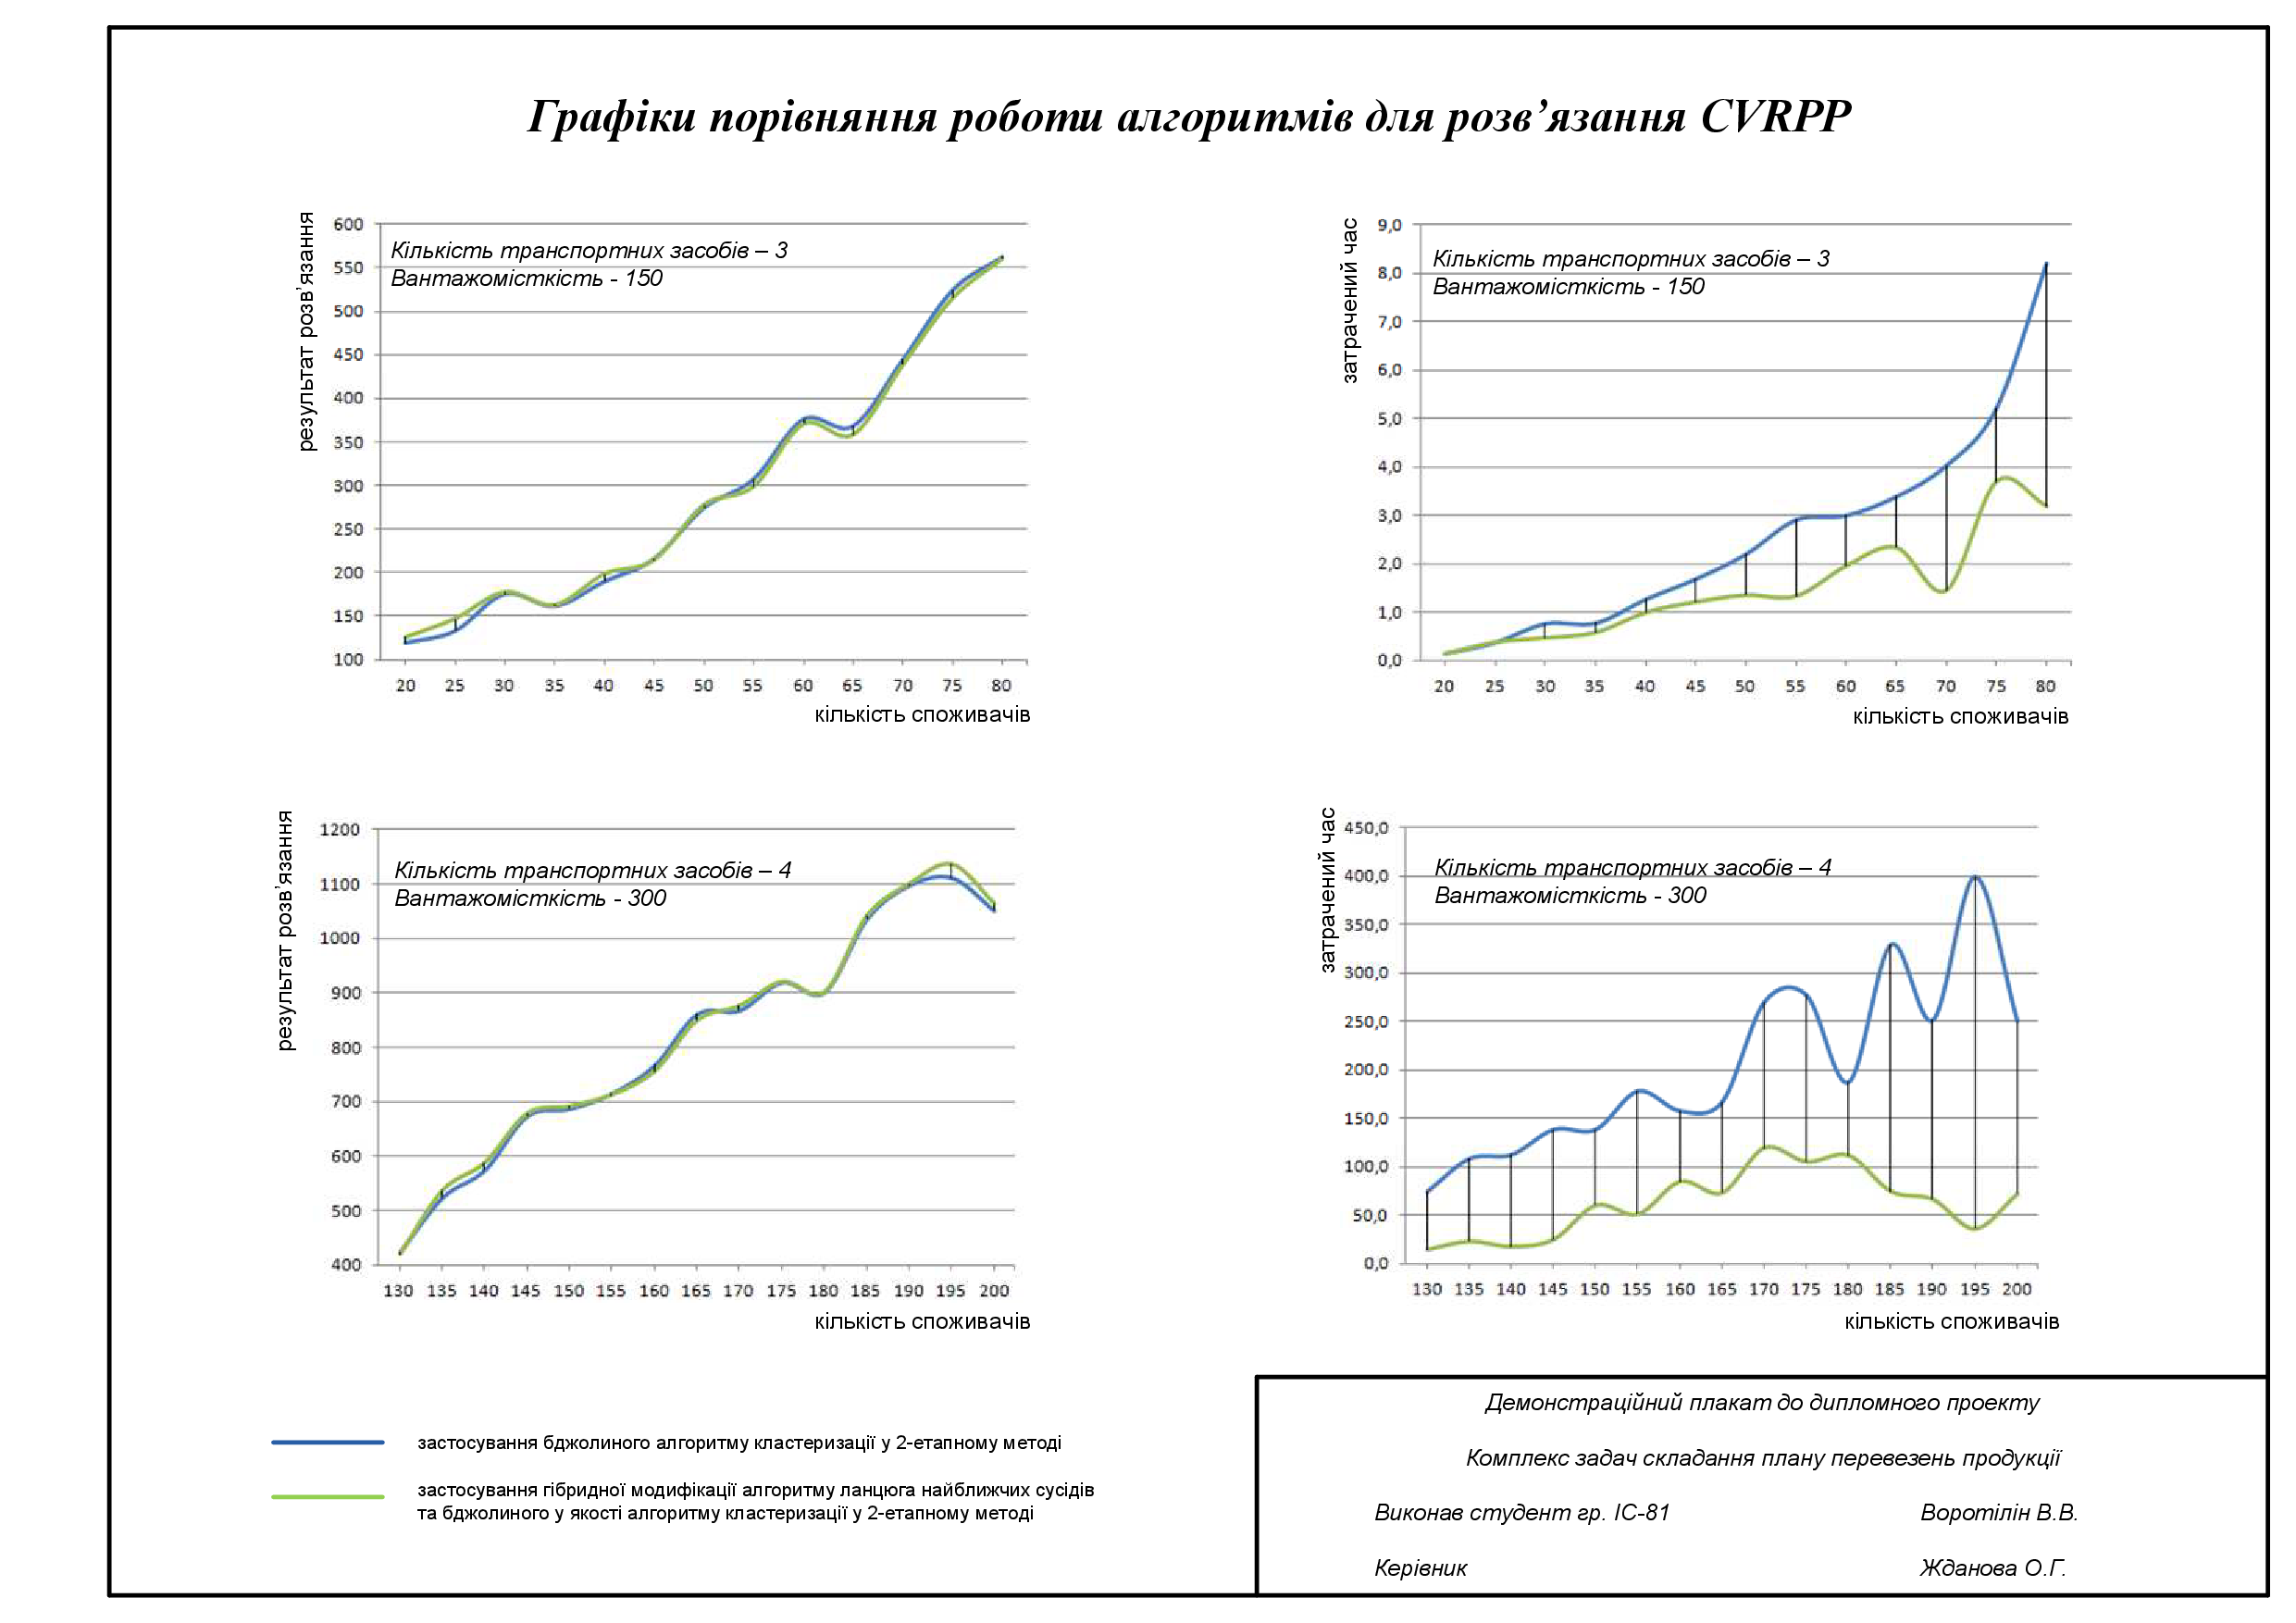 Графіки порівняння роботи алгоритмів для розв’язання CVRPP
результат розв’язання
600
550
500
450
400
350
300
250
200
150
100
Кількість транспортних засобів – 3
Вантажомісткість - 150
20 25 30 35 40 45 50 55 60 65 70 75 80
кількість споживачів
затрачений час
9,0
8,0
7,0
6,0
5,0
4,0
3,0
2,0
1,0
0,0
Кількість транспортних засобів – 3
Вантажомісткість - 150
20 25 30 35 40 45 50 55 60 65 70 75 80
кількість споживачів
результат розв’язання
1200
1100
1000
900
800
700
600
500
400
Кількість транспортних засобів – 4
Вантажомісткість - 300
130 135 140 145 150 155 160 165 170 175 180 185 190 195 200
кількість споживачів
затрачений час
450,0
400,0
350,0
300,0
250,0
200,0
150,0
100,0
50,0
0,0
Кількість транспортних засобів – 4
Вантажомісткість - 300
130 135 140 145 150 155 160 165 170 175 180 185 190 195 200
кількість споживачів
застосування бджолиного алгоритму кластеризації у 2-етапному методі
застосування гібридної модифікації алгоритму ланцюга найближчих сусідів
та бджолиного у якості алгоритму кластеризації у 2-етапному методі
Демонстраційний плакат до дипломного проекту
Комплекс задач складання плану перевезень продукції
Виконав студент гр. ІС-81 Воротілін В.В.
Керівник Жданова О.Г.